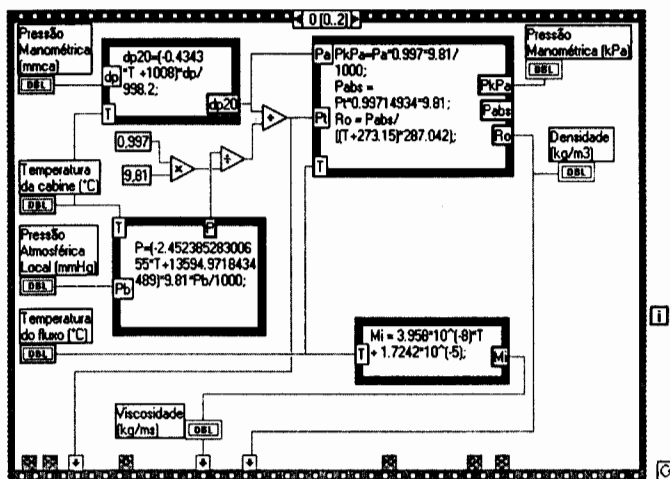 0 [0..2]
Pressão
Manométrica
(mmca)
DBL
dp20=(-0.4343
*T +1008)*dp/
998.2;
dp
T
dp20
Pa
Pt
T
PkPa=Pa*0.997*9.81/
1000;
Pabs =
Pt*0.99714934*9.81;
Ro = Pabs/
((T+273.15)*287.042);
PkPa
Pabs
Ro
Pressão
Manométrica (kPa)
DBL
Densidade
(kg/m3)
DBL
0,997
9,81
×
÷
+
Temperatura
da cabine (°C)
DBL
Pressão
Atmosférica
Local (mmHg)
DBL
T
P
Pb
P=(-2.452385283006
55*T+13594.9718434
489)*9.81*Pb/1000;
Temperatura
do fluxo (°C)
DBL
T
Mi = 3.958*10^(-8)*T
+ 1.7242*10^(-5);
Mi
i
Viscosidade
(kg/ms)
DBL